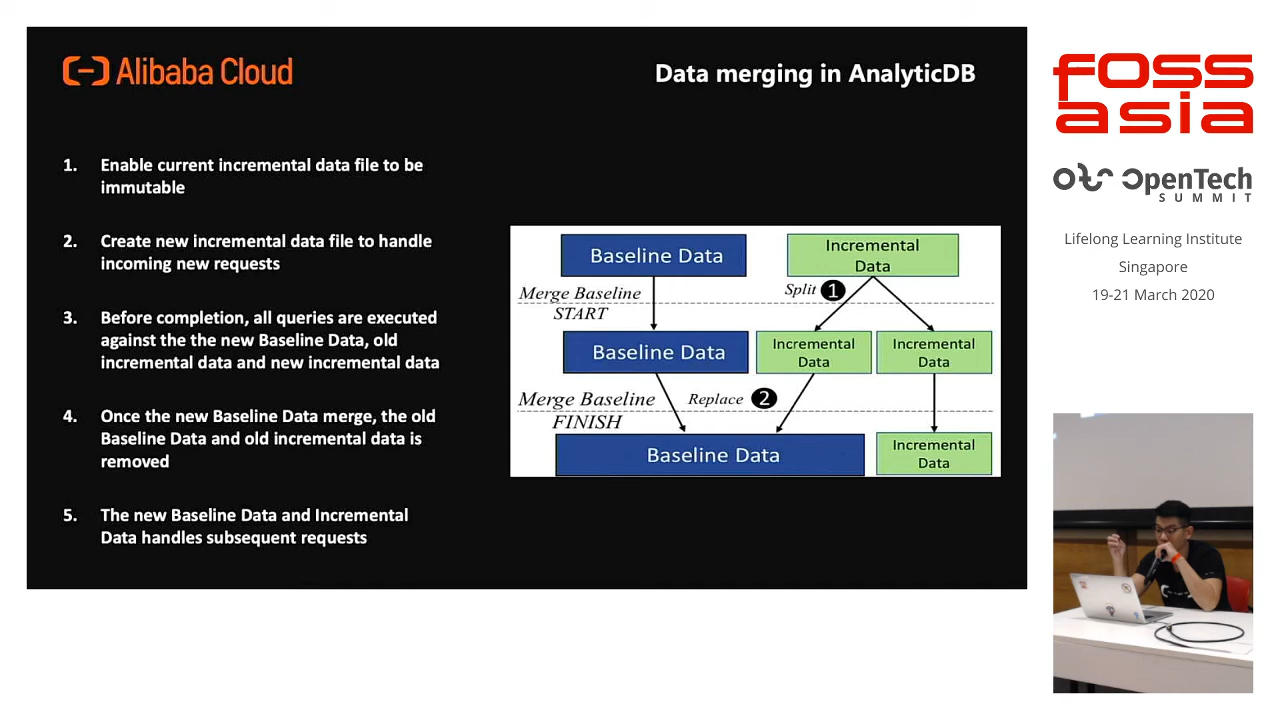 Alibaba Cloud
Data merging in AnalyticDB
1. Enable current incremental data file to be
immutable
2. Create new incremental data file to handle
incoming new requests
3. Before completion, all queries are executed
against the the new Baseline Data, old
incremental data and new incremental data
4. Once the new Baseline Data merge, the old
Baseline Data and old incremental data is
removed
5. The new Baseline Data and Incremental
Data handles subsequent requests
Baseline Data
Incremental
Data
Merge Baseline
START
Split 1
Baseline Data
Incremental
Data
Incremental
Data
Merge Baseline
FINISH
Replace 2
Baseline Data
Incremental
Data
foss
asia
OpenTech
SUMMIT
Lifelong Learning Institute
Singapore
19-21 March 2020